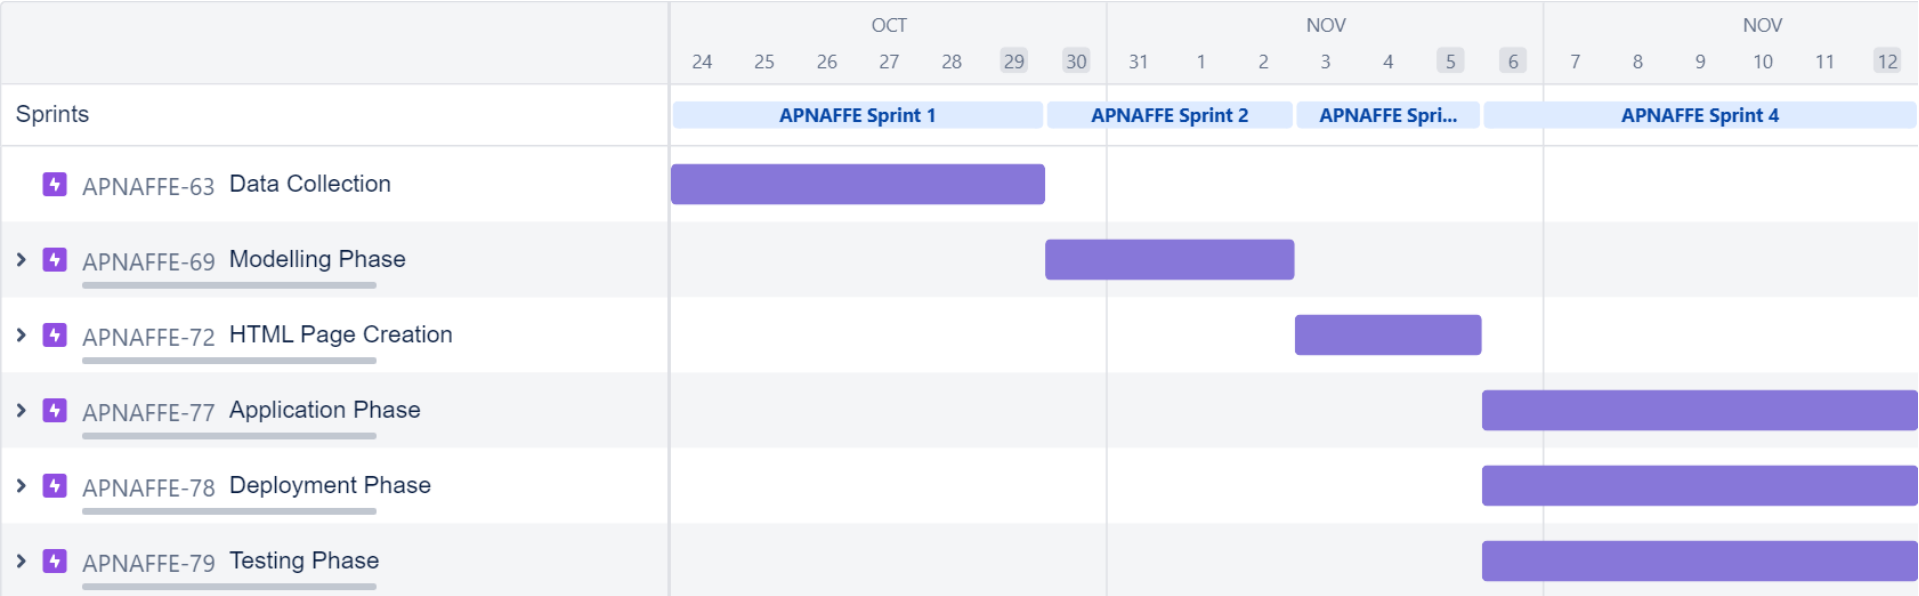 OCT NOV NOV
24 25 26 27 28 29 30 31 1 2 3 4 5 6 7 8 9 10 11 12
Sprints APNAFFE Sprint 1 APNAFFE Sprint 2 APNAFFE Spri... APNAFFE Sprint 4
APNAFFE-63 Data Collection
APNAFFE-69 Modelling Phase
APNAFFE-72 HTML Page Creation
APNAFFE-77 Application Phase
APNAFFE-78 Deployment Phase
APNAFFE-79 Testing Phase